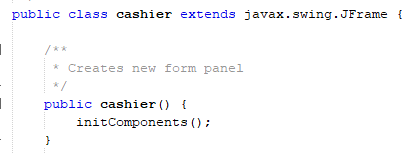 public class cashier extends javax.swing.JFrame {
/**
* Creates new form panel
*/
public cashier() {
initComponents();
}